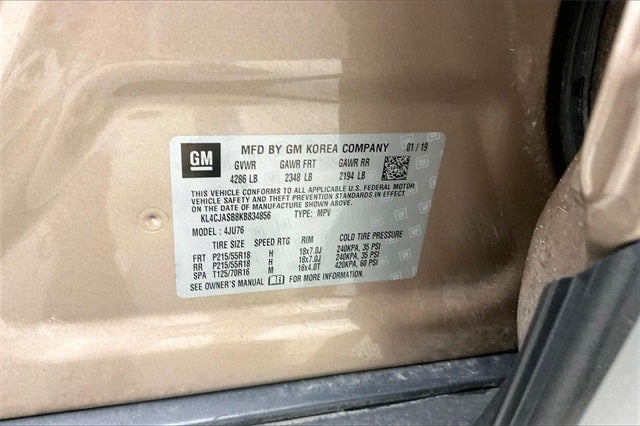 GM
MFD BY GM KOREA COMPANY 01 / 19
GVWR GAWR FRT GAWR RR
4286 LB 2348 LB 2194 LB
THIS VEHICLE CONFORMS TO ALL APPLICABLE U.S. FEDERAL MOTOR
VEHICLE SAFETY AND THEFT PREVENTION STANDARDS IN EFFECT
ON THE DATE OF MANUFACTURE SHOWN ABOVE.
KL4CJASB8KB834856 TYPE: MPV
MODEL : 4JU76
TIRE SIZE SPEED RTG RIM COLD TIRE PRESSURE
FRT P215/55R18 H 18x7.0J 240KPA, 35 PSI
RR P215/55R18 H 18x7.0J 240KPA, 35 PSI
SPA T125/70R16 M 16x4.0T 420KPA, 60 PSI
SEE OWNER'S MANUAL FOR MORE INFORMATION.